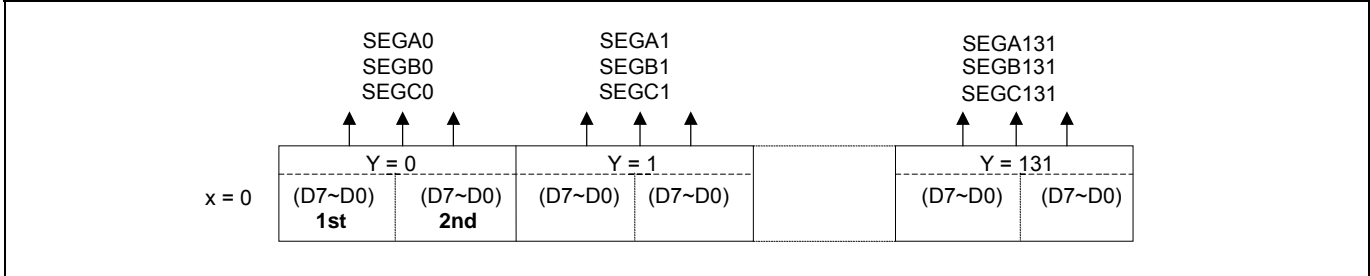 SEGA0 SEGA1 SEGA131
SEGB0 SEGB1 SEGB131
SEGC0 SEGC1 SEGC131
Y = 0 Y = 1 Y = 131
x = 0 (D7~D0) (D7~D0) (D7~D0) (D7~D0) (D7~D0) (D7~D0)
1st 2nd